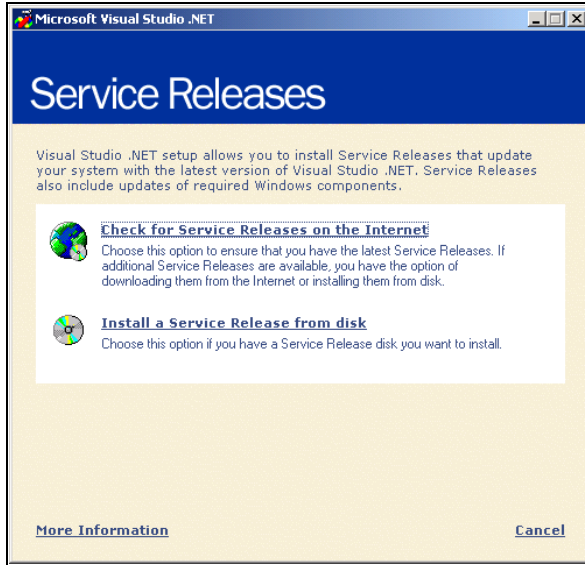 Microsoft Visual Studio .NET
Service Releases
Visual Studio .NET setup allows you to install Service Releases that update
your system with the latest version of Visual Studio .NET. Service Releases
also include updates of required Windows components.
Check for Service Releases on the Internet
Choose this option to ensure that you have the latest Service Releases. If
additional Service Releases are available, you have the option of
downloading them from the Internet or installing them from disk.
Install a Service Release from disk
Choose this option if you have a Service Release disk you want to install.
More Information
Cancel